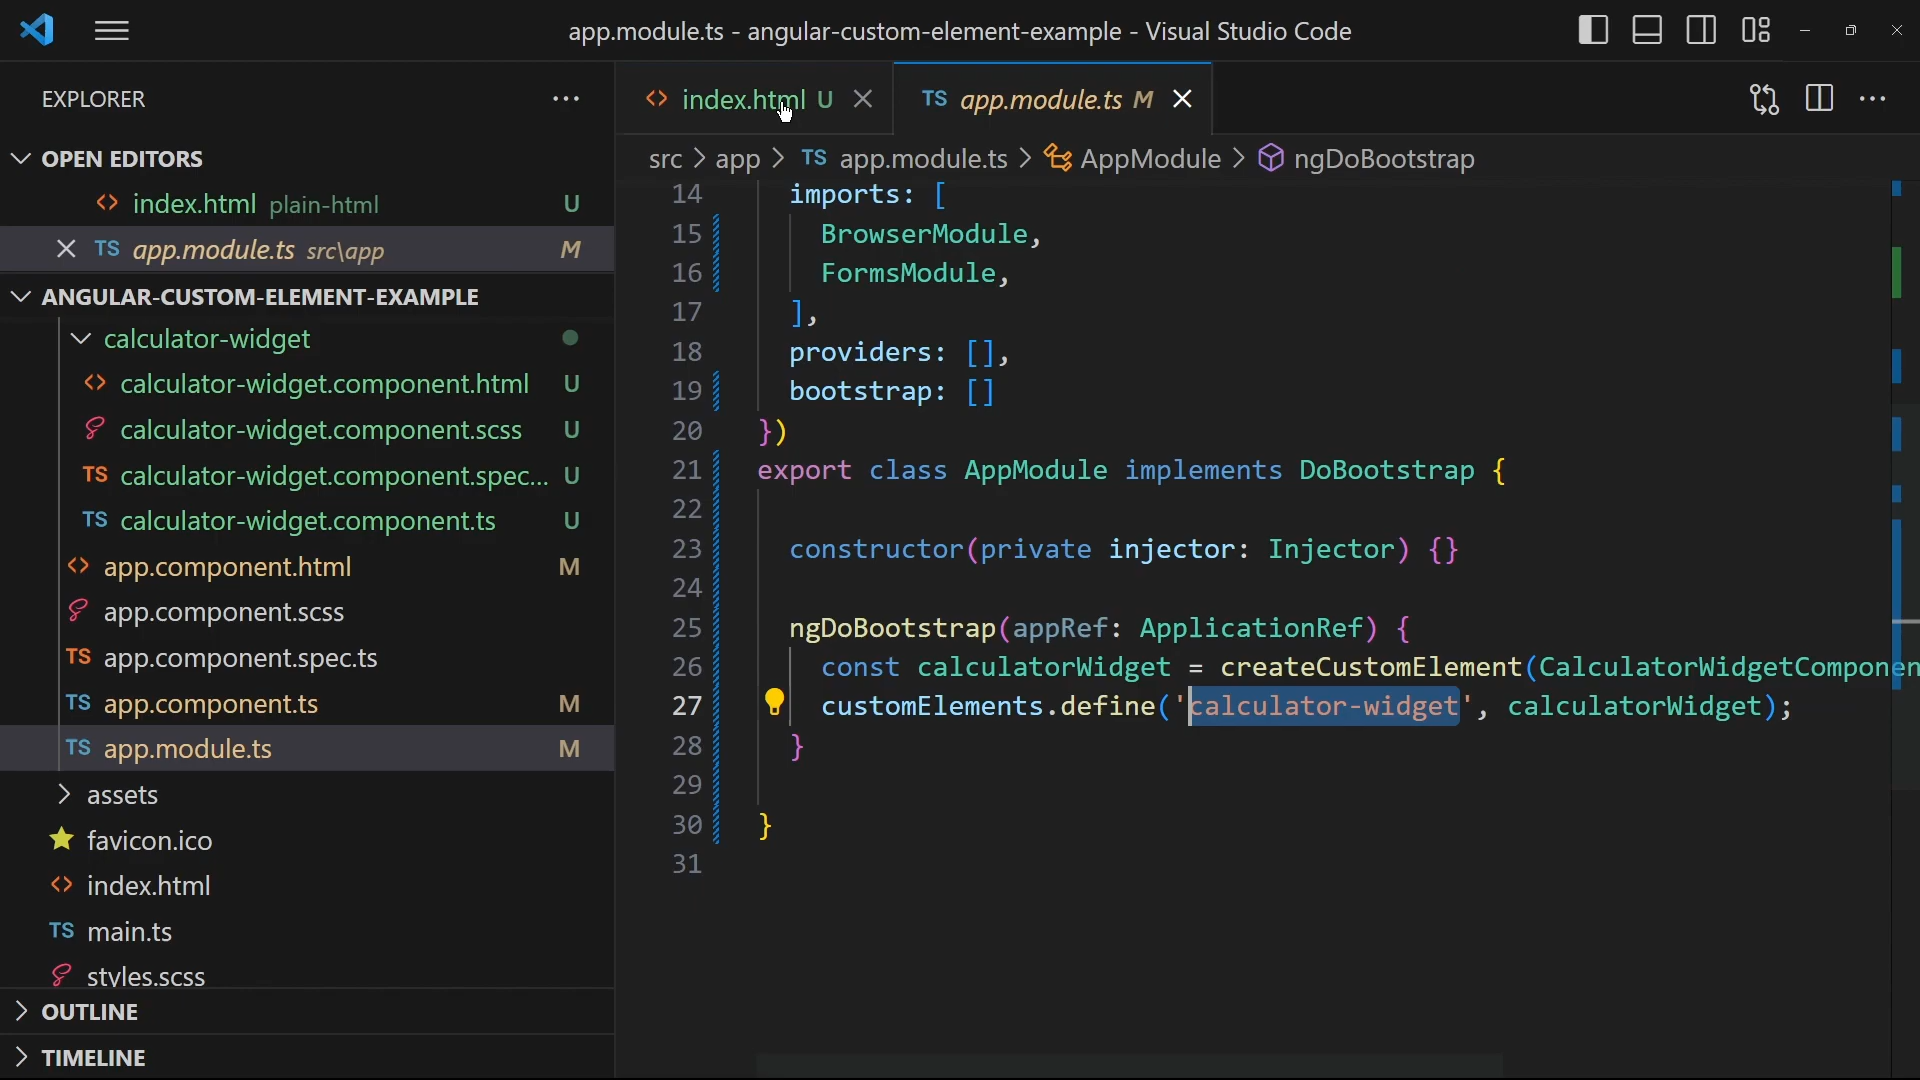 app.module.ts - angular-custom-element-example - Visual Studio Code
EXPLORER
index.html U
TS app.module.ts M
OPEN EDITORS
index.html plain-html U
TS app.module.ts src\app M
src > app > TS app.module.ts > AppModule > ngDoBootstrap
ANGULAR-CUSTOM-ELEMENT-EXAMPLE
calculator-widget
calculator-widget.component.html U
calculator-widget.component.scss U
TS calculator-widget.component.spec... U
TS calculator-widget.component.ts U
app.component.html M
app.component.scss
TS app.component.spec.ts
TS app.component.ts M
TS app.module.ts M
assets
favicon.ico
index.html
TS main.ts
styles.scss
OUTLINE
TIMELINE
14 imports: [
15 BrowserModule,
16 FormsModule,
17 ],
18 providers: [],
19 bootstrap: []
20 })
21 export class AppModule implements DoBootstrap {
22
23 constructor(private injector: Injector) {}
24
25 ngDoBootstrap(appRef: ApplicationRef) {
26 const calculatorWidget = createCustomElement(CalculatorWidgetComponen
27 customElements.define('calculator-widget', calculatorWidget);
28 }
29
30 }
31